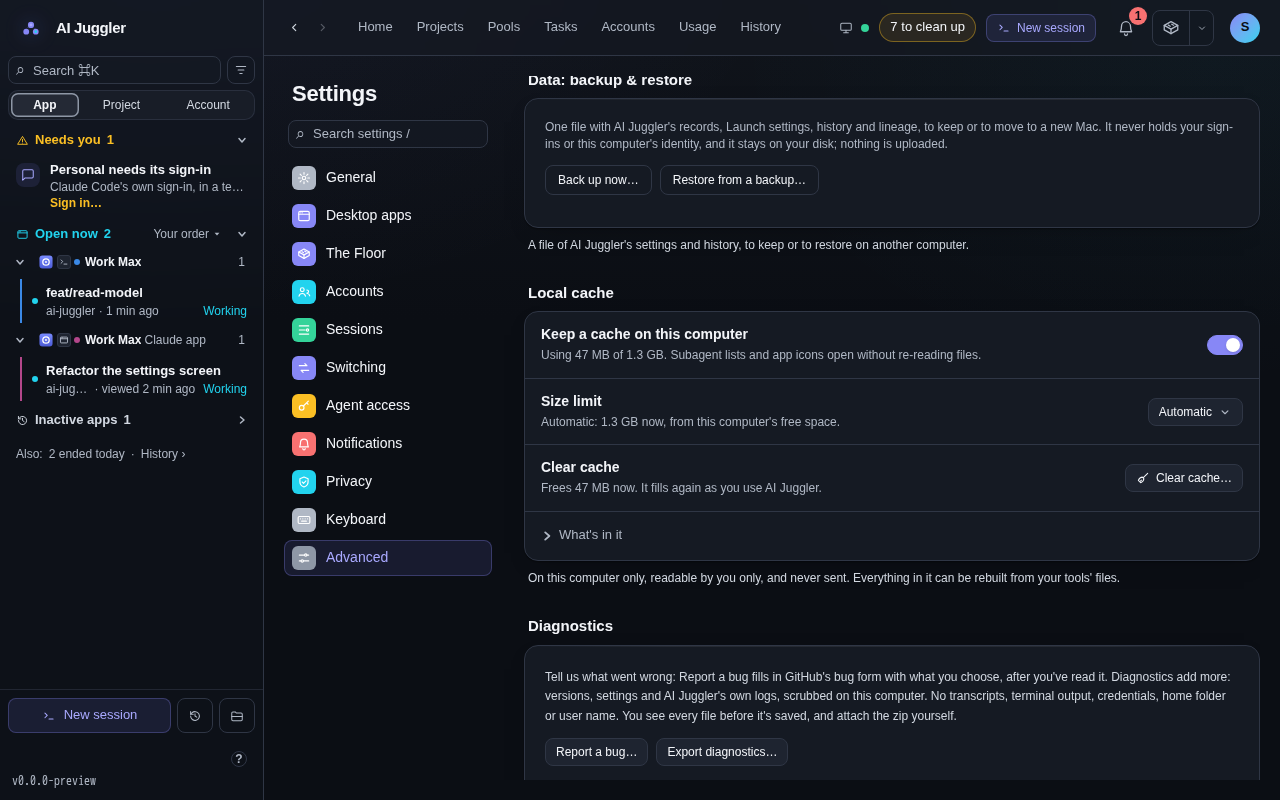 AI Juggler
Search ⌘K
App Project Account
Needs you 1
Personal needs its sign-in
Claude Code's own sign-in, in a te…
Sign in…
Open now 2 Your order
Work Max 1
feat/read-model
ai-juggler · 1 min ago Working
Work Max Claude app 1
Refactor the settings screen
ai-jug… · viewed 2 min ago Working
Inactive apps 1
Also: 2 ended today · History ›
New session
?
v0.0.0-preview
Home Projects Pools Tasks Accounts Usage History
7 to clean up
New session
1
S
Settings
Search settings /
General
Desktop apps
The Floor
Accounts
Sessions
Switching
Agent access
Notifications
Privacy
Keyboard
Advanced
Data: backup & restore
One file with AI Juggler's records, Launch settings, history and lineage, to keep or to move to a new Mac. It never holds your sign-
ins or this computer's identity, and it stays on your disk; nothing is uploaded.
Back up now… Restore from a backup…
A file of AI Juggler's settings and history, to keep or to restore on another computer.
Local cache
Keep a cache on this computer
Using 47 MB of 1.3 GB. Subagent lists and app icons open without re-reading files.
Size limit
Automatic: 1.3 GB now, from this computer's free space.
Automatic
Clear cache
Frees 47 MB now. It fills again as you use AI Juggler.
Clear cache…
What's in it
On this computer only, readable by you only, and never sent. Everything in it can be rebuilt from your tools' files.
Diagnostics
Tell us what went wrong: Report a bug fills in GitHub's bug form with what you choose, after you've read it. Diagnostics add more:
versions, settings and AI Juggler's own logs, scrubbed on this computer. No transcripts, terminal output, credentials, home folder
or user name. You see every file before it's saved, and attach the zip yourself.
Report a bug… Export diagnostics…